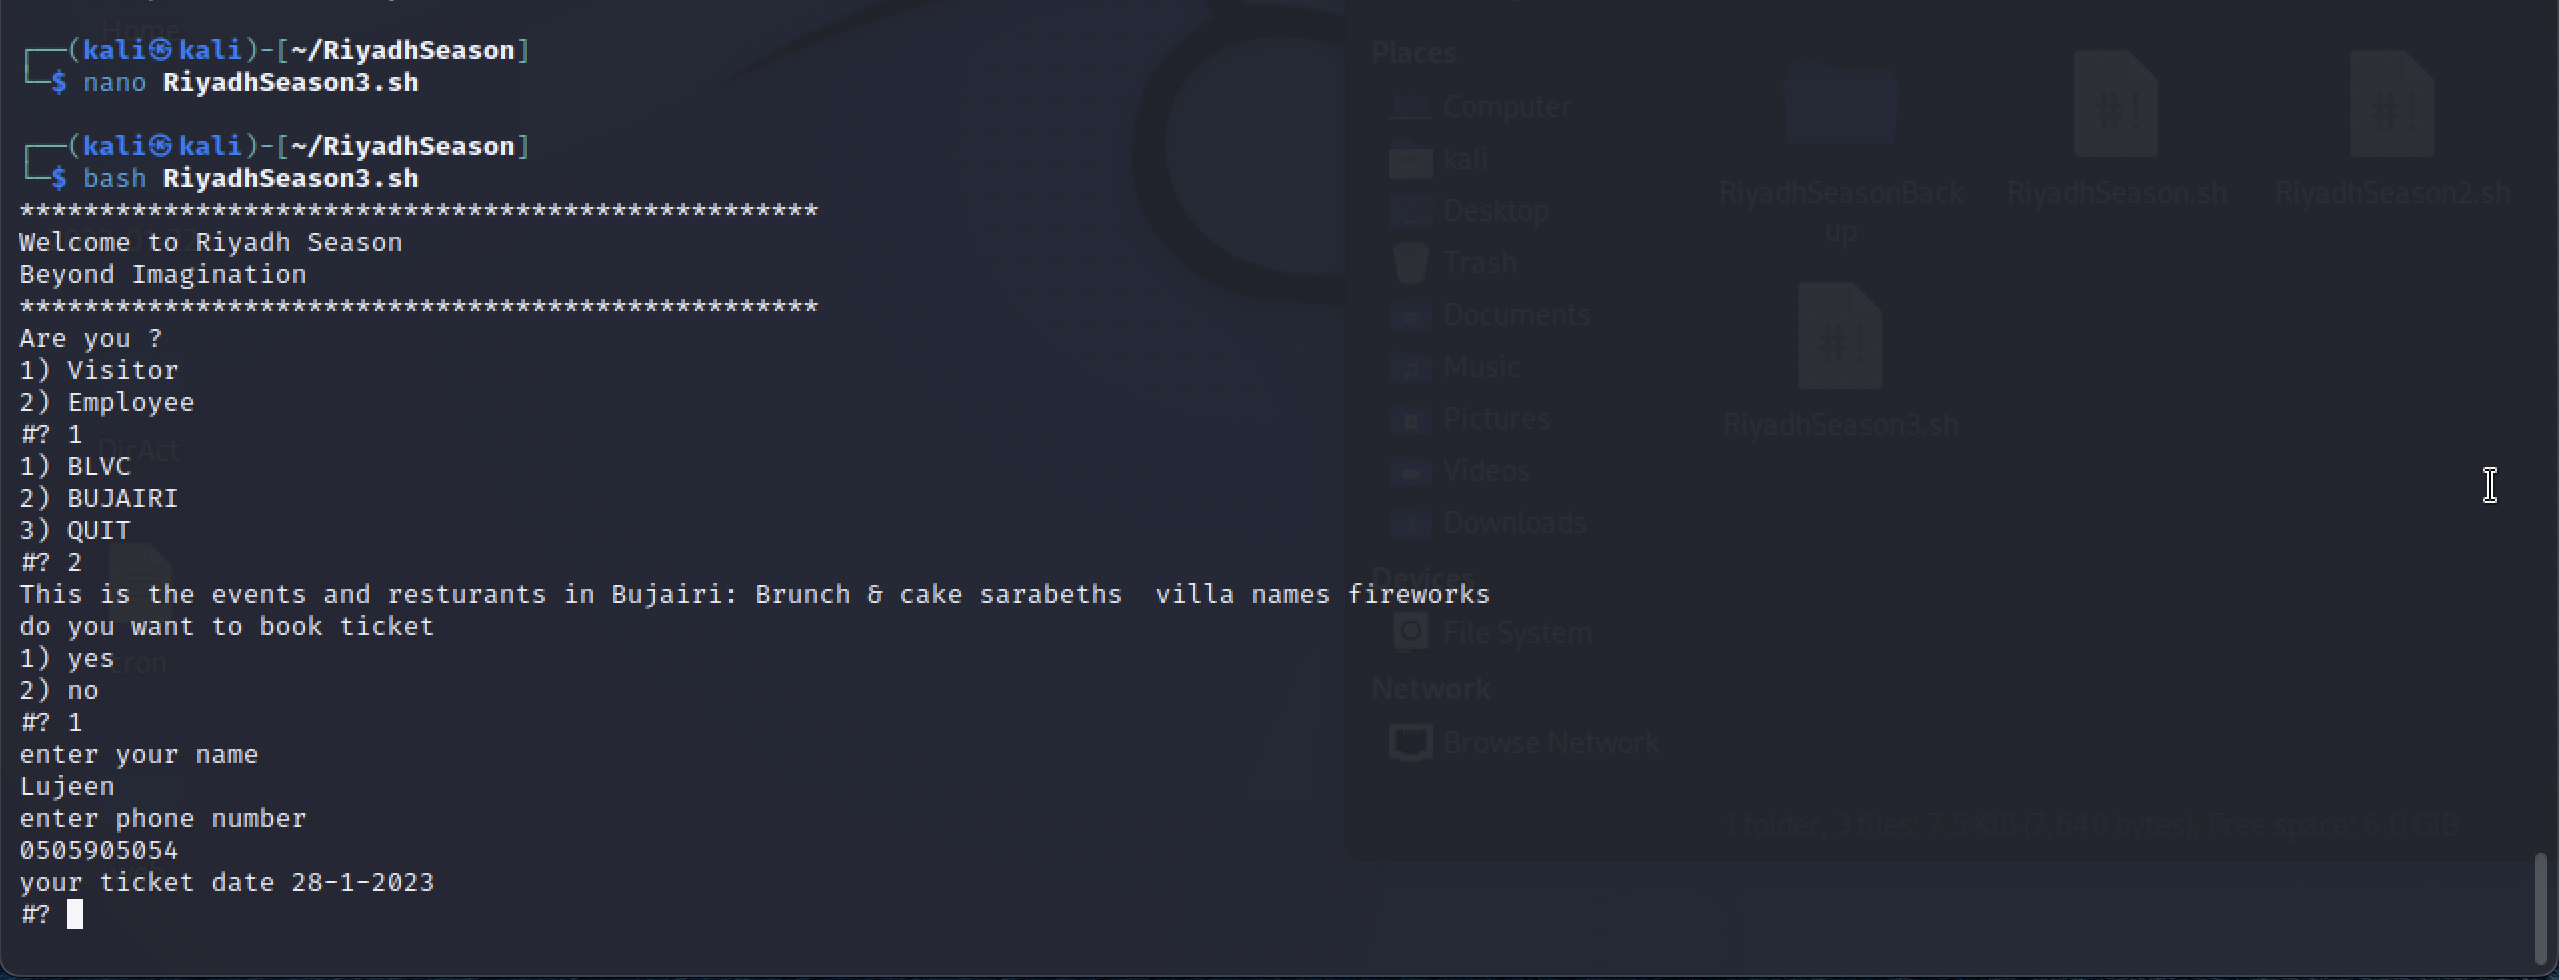 Home
┌──(kali㉿kali)-[~/RiyadhSeason]
└─$ nano RiyadhSeason3.sh
┌──(kali㉿kali)-[~/RiyadhSeason]
└─$ bash RiyadhSeason3.sh
**************************************************
Welcome to Riyadh Season
Beyond Imagination
**************************************************
Are you ?
1) Visitor
2) Employee
#? 1
1) BLVC
2) BUJAIRI
3) QUIT
#? 2
This is the events and resturants in Bujairi: Brunch & cake sarabeths  villa names fireworks
do you want to book ticket
1) yes
2) no
#? 1
enter your name
Lujeen
enter phone number
0505905054
your ticket date 28-1-2023
#?
DirAct
cron
Places
Computer
kali
Desktop
Trash
Documents
Music
Pictures
Videos
Downloads
Devices
File System
Network
Browse Network
RiyadhSeasonBack
up
RiyadhSeason.sh
RiyadhSeason2.sh
RiyadhSeason3.sh
1 folder, 3 files: 7.5 KiB (7,640 bytes), Free space: 6.0 GiB